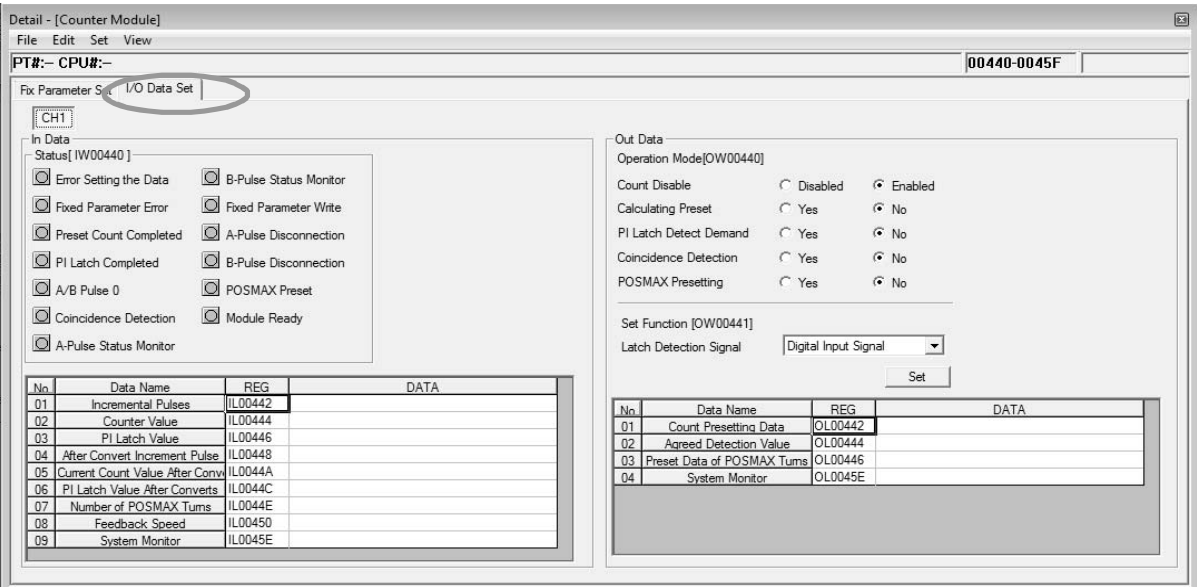 Detail - [Counter Module]
File Edit Set View
PT#:– CPU#:–
00440-0045F
Fix Parameter S t I/O Data Set
CH1
In Data
Status[ IW00440 ]
Error Setting the Data
B-Pulse Status Monitor
Fixed Parameter Error
Fixed Parameter Write
Preset Count Completed
A-Pulse Disconnection
PI Latch Completed
B-Pulse Disconnection
A/B Pulse 0
POSMAX Preset
Coincidence Detection
Module Ready
A-Pulse Status Monitor
No. Data Name REG DATA
01 Incremental Pulses IL00442
02 Counter Value IL00444
03 PI Latch Value IL00446
04 After Convert Increment Pulse IL00448
05 Current Count Value After Conv IL0044A
06 PI Latch Value After Converts IL0044C
07 Number of POSMAX Turns IL0044E
08 Feedback Speed IL00450
09 System Monitor IL0045E
Out Data
Operation Mode[OW00440]
Count Disable Disabled Enabled
Calculating Preset Yes No
PI Latch Detect Demand Yes No
Coincidence Detection Yes No
POSMAX Presetting Yes No
Set Function [OW00441]
Latch Detection Signal Digital Input Signal
Set
No. Data Name REG DATA
01 Count Presetting Data OL00442
02 Agreed Detection Value OL00444
03 Preset Data of POSMAX Turns OL00446
04 System Monitor OL0045E